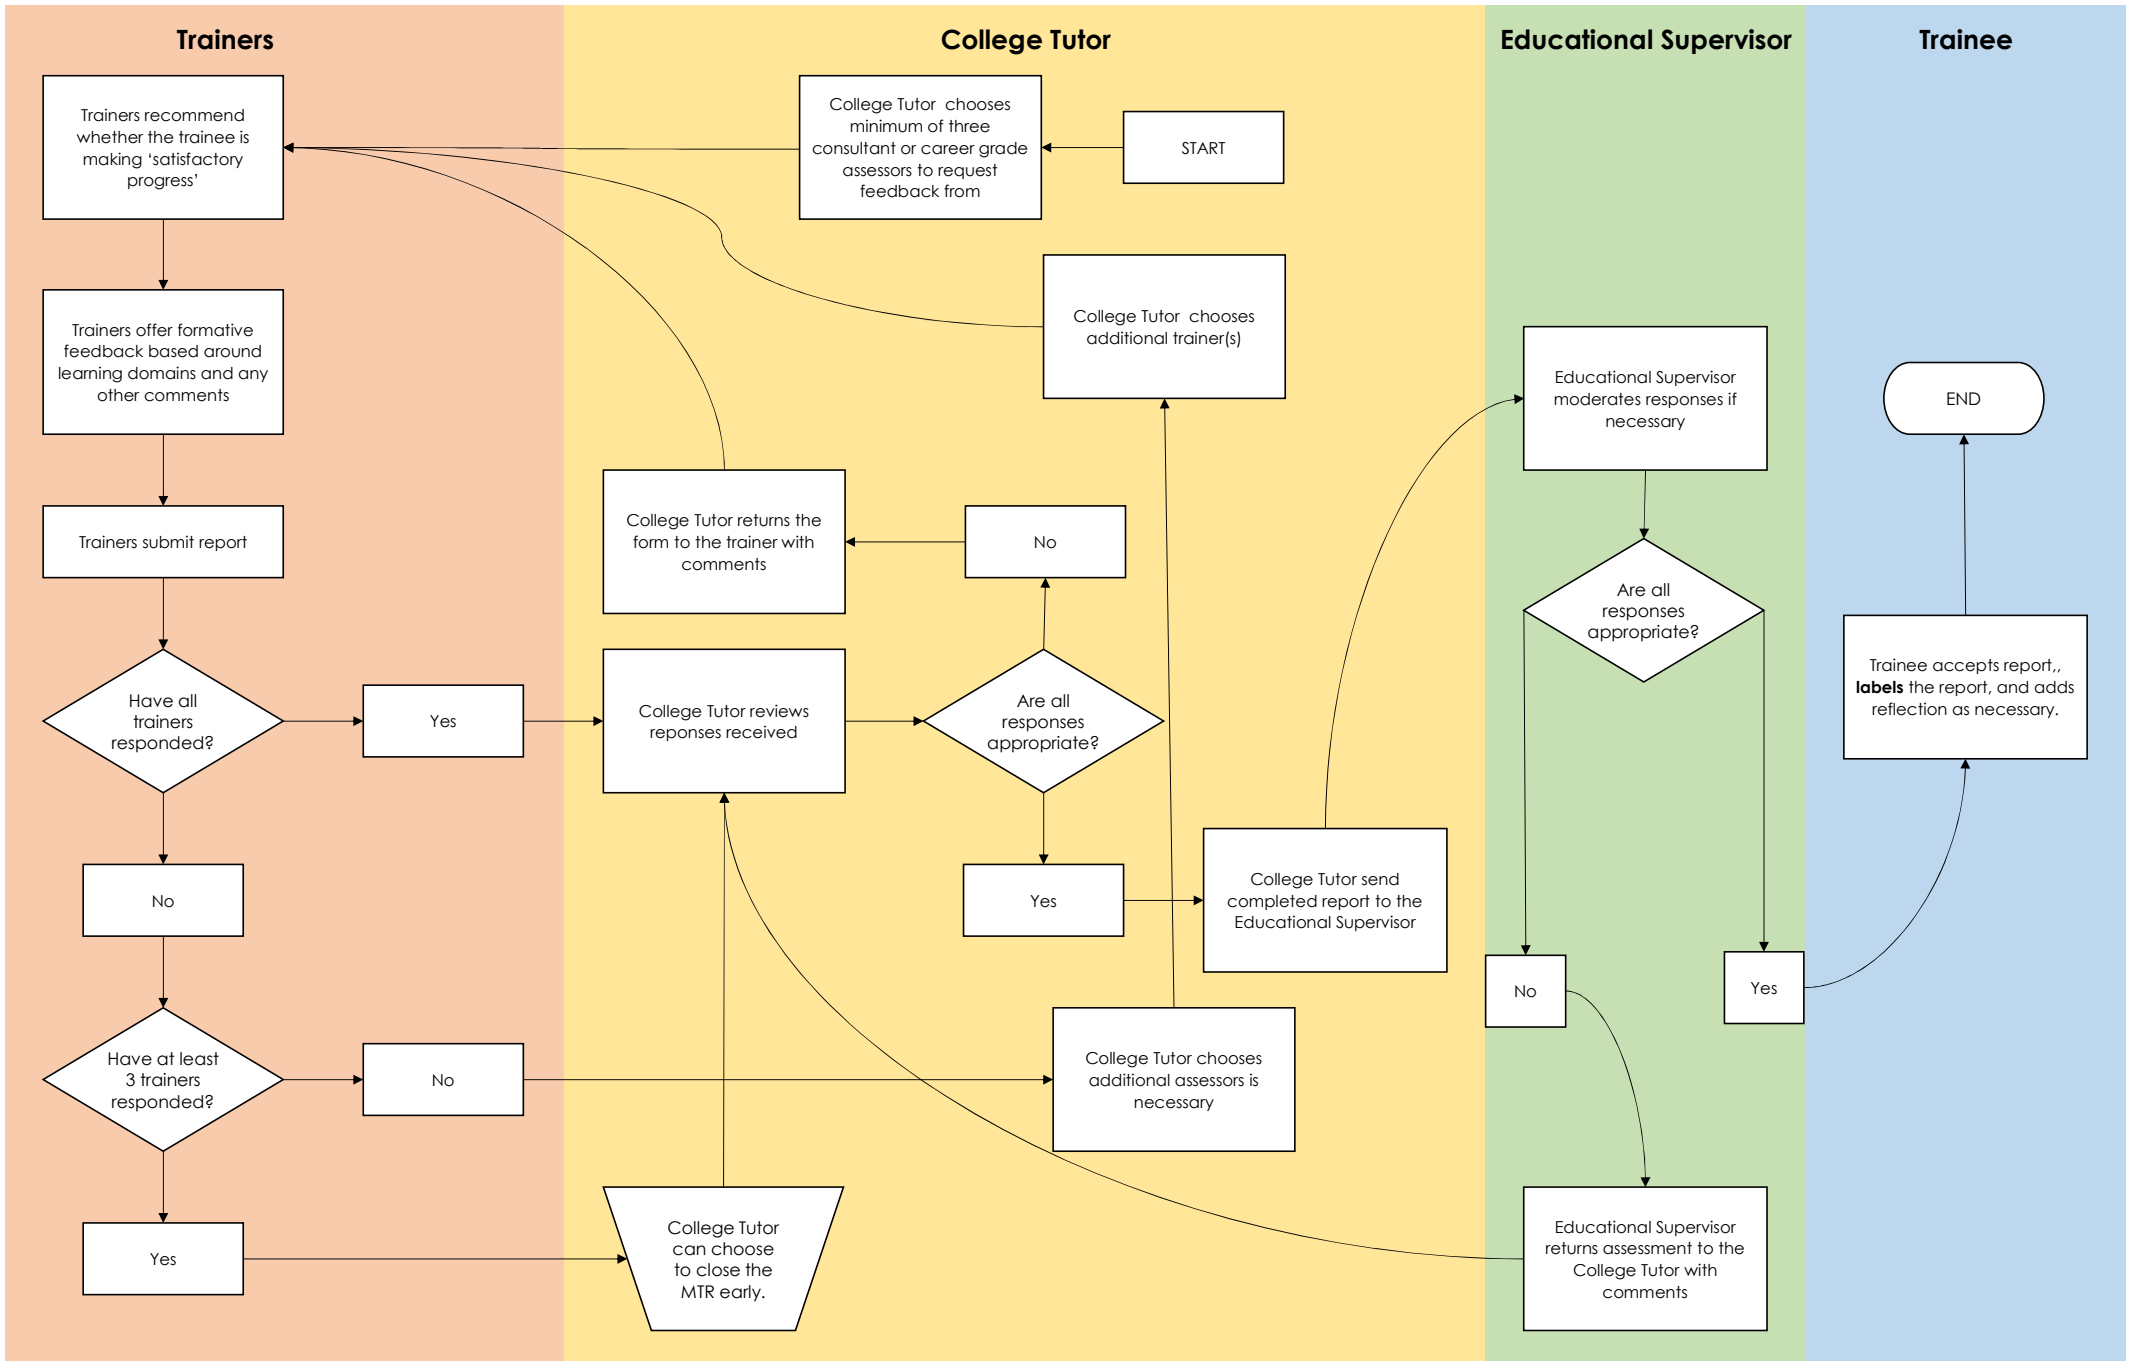 Trainers
College Tutor
Educational Supervisor
Trainee
Trainers recommend
whether the trainee is
making ‘satisfactory
progress’
Trainers offer formative
feedback based around
learning domains and any
other comments
Trainers submit report
Have all
trainers
responded?
Yes
No
Have at least
3 trainers
responded?
No
Yes
START
College Tutor  chooses
minimum of three
consultant or career grade
assessors to request
feedback from
College Tutor  chooses
additional trainer(s)
College Tutor returns the
form to the trainer with
comments
No
College Tutor reviews
reponses received
Are all
responses
appropriate?
Yes
College Tutor send
completed report to the
Educational Supervisor
College Tutor chooses
additional assessors is
necessary
College Tutor
can choose
to close the
MTR early.
Educational Supervisor
moderates responses if
necessary
Are all
responses
appropriate?
No
Yes
Educational Supervisor
returns assessment to the
College Tutor with
comments
END
Trainee accepts report,,
labels the report, and adds
reflection as necessary.